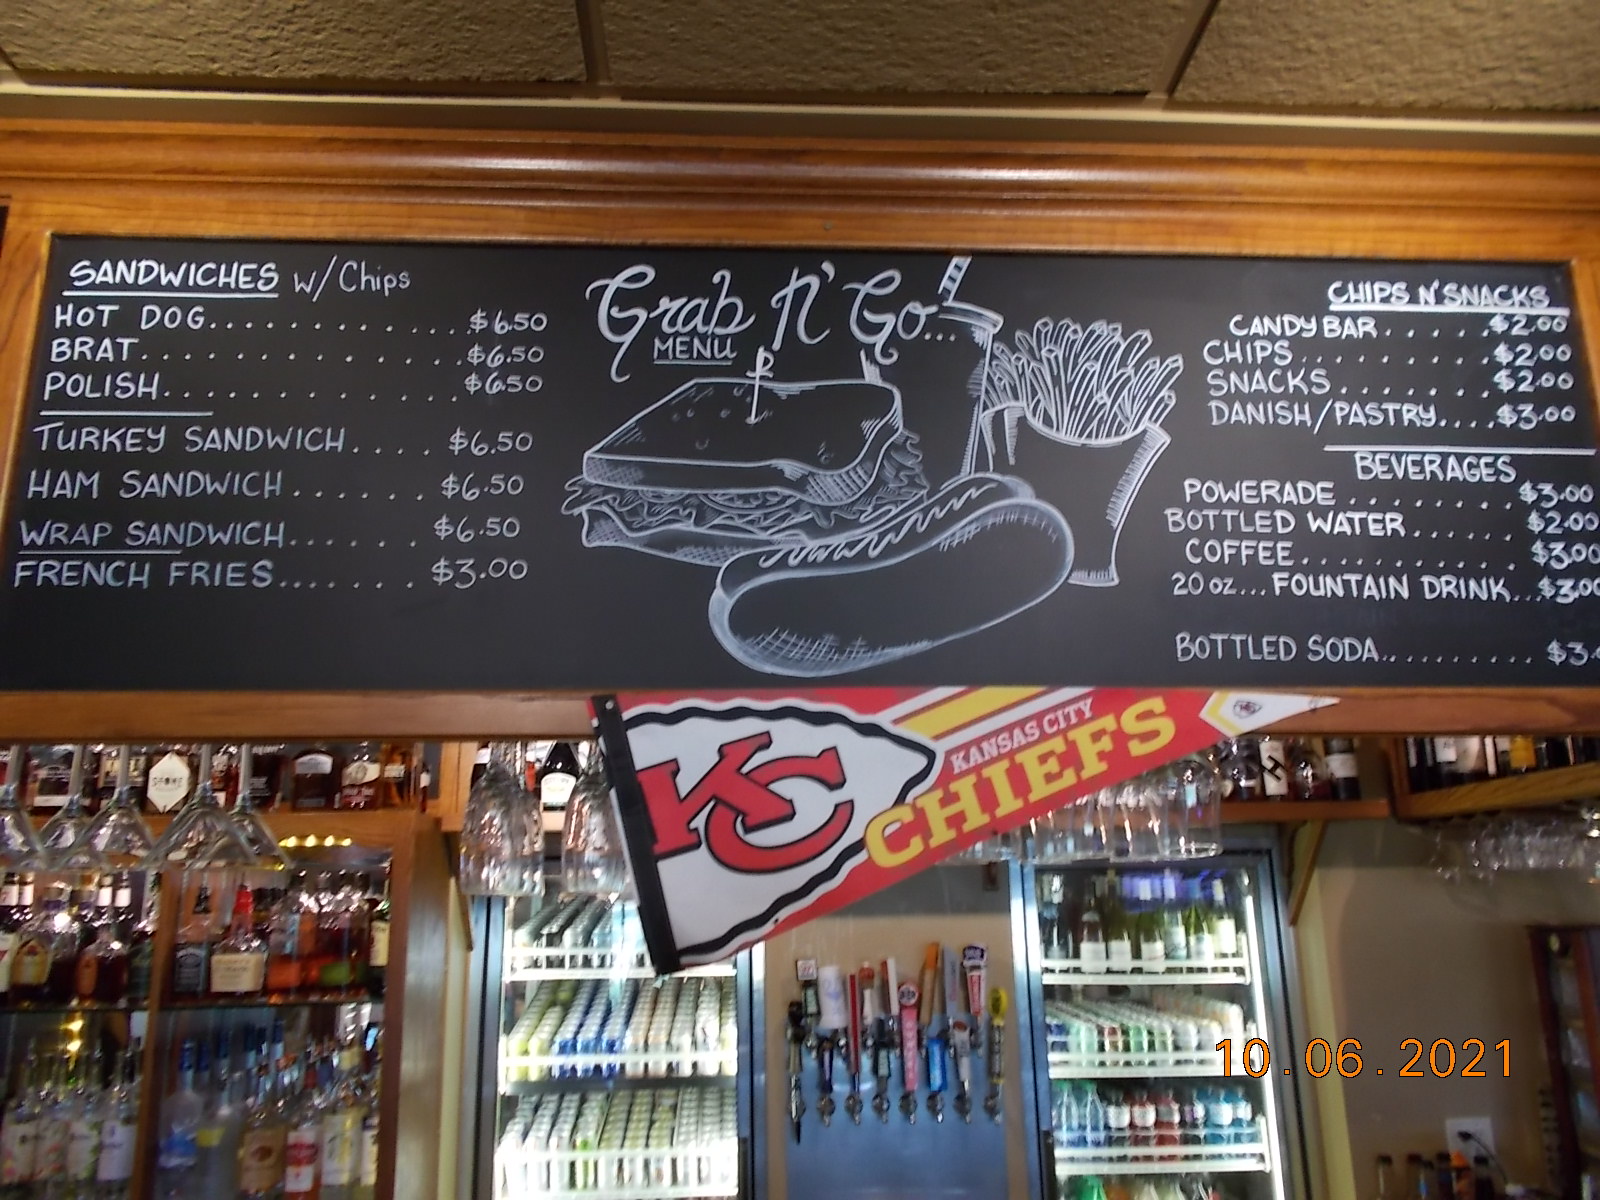 SANDWICHES w/Chips
HOT DOG............$6.50
BRAT..............$6.50
POLISH............$6.50
TURKEY SANDWICH....$6.50
HAM SANDWICH......$6.50
WRAP SANDWICH......$6.50
FRENCH FRIES.......$3.00
Grab n' Go...
MENU
CHIPS N' SNACKS
CANDY BAR......$2.00
CHIPS..........$2.00
SNACKS......$2.00
DANISH/PASTRY....$3.00
BEVERAGES
POWERADE.......$3.00
BOTTLED WATER......$2.00
COFFEE..........$3.00
20 oz...FOUNTAIN DRINK...$3.00
BOTTLED SODA..........$3.
KANSAS CITY
CHIEFS
KC
10.06.2021